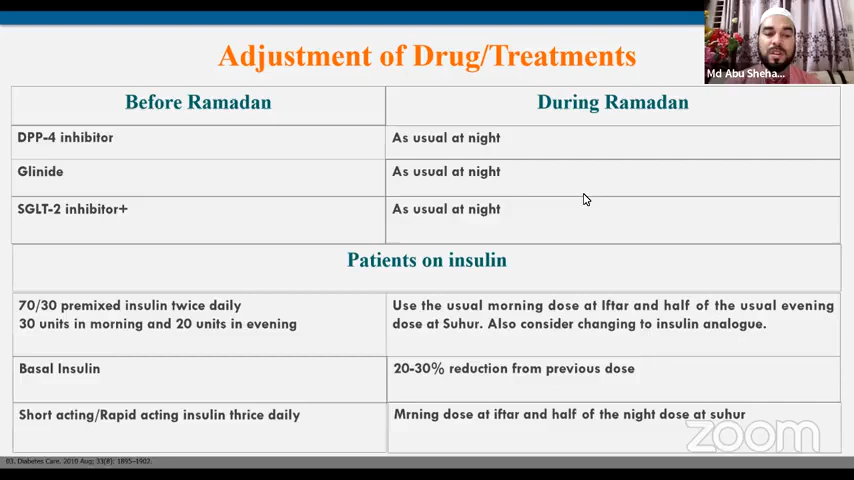 Adjustment of Drug/Treatments
Md Abu Sheha...
Before Ramadan
During Ramadan
DPP-4 inhibitor
As usual at night
Glinide
As usual at night
SGLT-2 inhibitor+
As usual at night
Patients on insulin
70/30 premixed insulin twice daily
30 units in morning and 20 units in evening
Use the usual morning dose at Iftar and half of the usual evening
dose at Suhur. Also consider changing to insulin analogue.
Basal Insulin
20-30% reduction from previous dose
Short acting/Rapid acting insulin thrice daily
Mrning dose at iftar and half of the night dose at suhur
zoom
03. Diabetes Care. 2010 Aug; 33(8): 1895–1902.